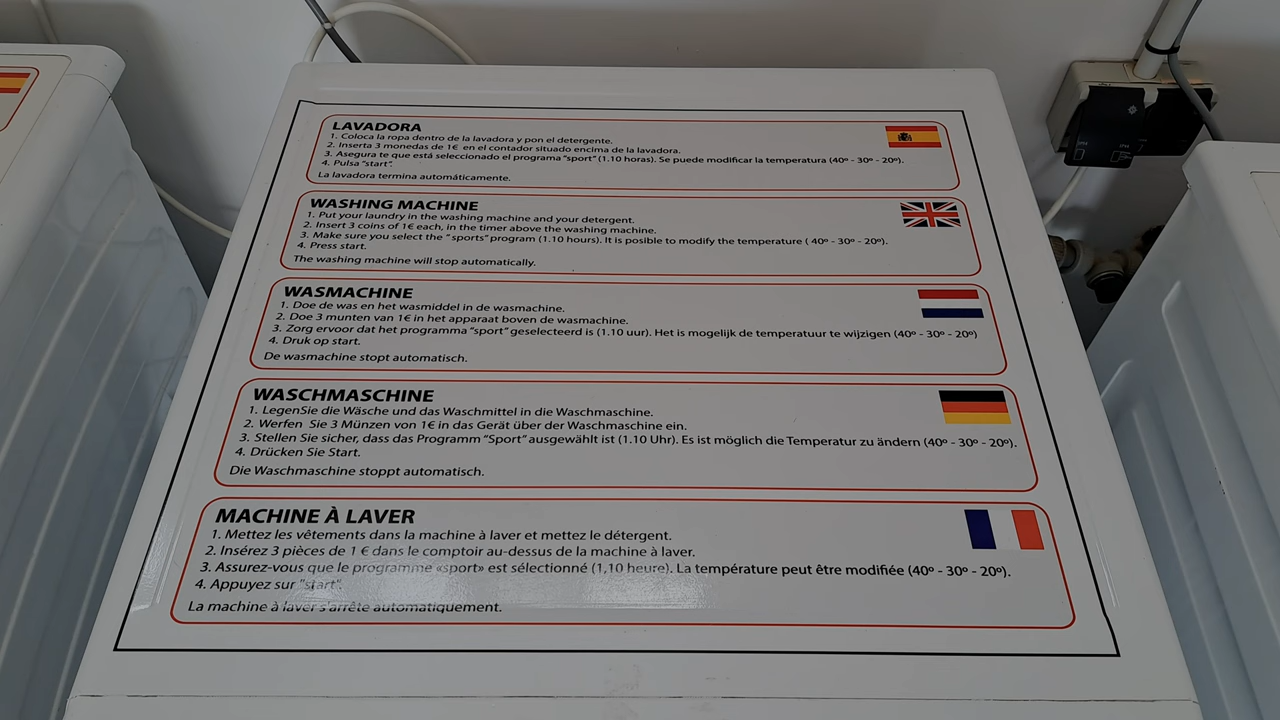 LAVADORA
1. Coloca la ropa dentro de la lavadora y pon el detergente.
2. Inserta 3 monedas de 1€ en el contador situado encima de la lavadora.
3. Asegura te que está seleccionado el programa "sport" (1.10 horas). Se puede modificar la temperatura (40º - 30º - 20º).
4. Pulsa "start".
La lavadora termina automáticamente.
WASHING MACHINE
1. Put your laundry in the washing machine and your detergent.
2. Insert 3 coins of 1€ each, in the timer above the washing machine.
3. Make sure you select the " sports" program (1.10 hours). It is posible to modify the temperature ( 40º - 30º - 20º).
4. Press start.
The washing machine will stop automatically.
WASMACHINE
1. Doe de was en het wasmiddel in de wasmachine.
2. Doe 3 munten van 1€ in het apparaat boven de wasmachine.
3. Zorg ervoor dat het programma "sport" geselecteerd is (1.10 uur). Het is mogelijk de temperatuur te wijzigen (40º - 30º - 20º)
4. Druk op start.
De wasmachine stopt automatisch.
WASCHMASCHINE
1. LegenSie die Wäsche und das Waschmittel in die Waschmaschine.
2. Werfen Sie 3 Münzen von 1€ in das Gerät über der Waschmaschine ein.
3. Stellen Sie sicher, dass das Programm "Sport" ausgewählt ist (1.10 Uhr). Es ist möglich die Temperatur zu ändern (40º - 30º - 20º).
4. Drücken Sie Start.
Die Waschmaschine stoppt automatisch.
MACHINE À LAVER
1. Mettez les vêtements dans la machine à laver et mettez le détergent.
2. Insérez 3 pièces de 1 € dans le comptoir au-dessus de la machine à laver.
3. Assurez-vous que le programme «sport» est sélectionné (1,10 heure). La température peut être modifiée (40º - 30º - 20º).
4. Appuyez sur "start".
La machine à laver s'arrête automatiquement.